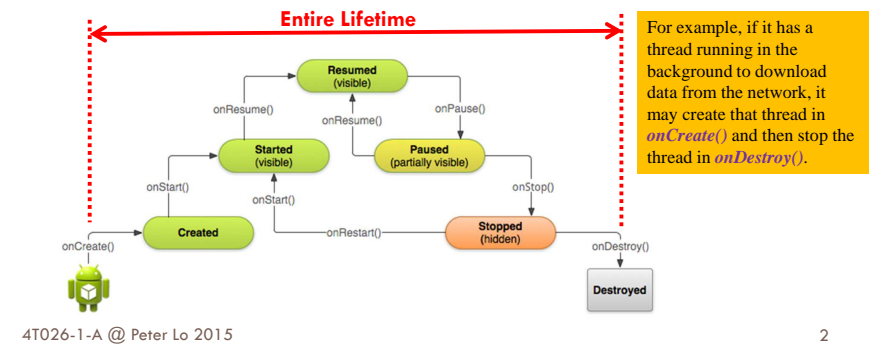 Entire Lifetime
For example, if it has a
thread running in the
background to download
data from the network, it
may create that thread in
onCreate() and then stop the
thread in onDestroy().
Resumed
(visible)
onResume()
onResume()
onPause()
Started
(visible)
Paused
(partially visible)
onStart()
onStart()
onStop()
Created
onRestart()
Stopped
(hidden)
onCreate()
onDestroy()
Destroyed
4T026-1-A @ Peter Lo 2015
2